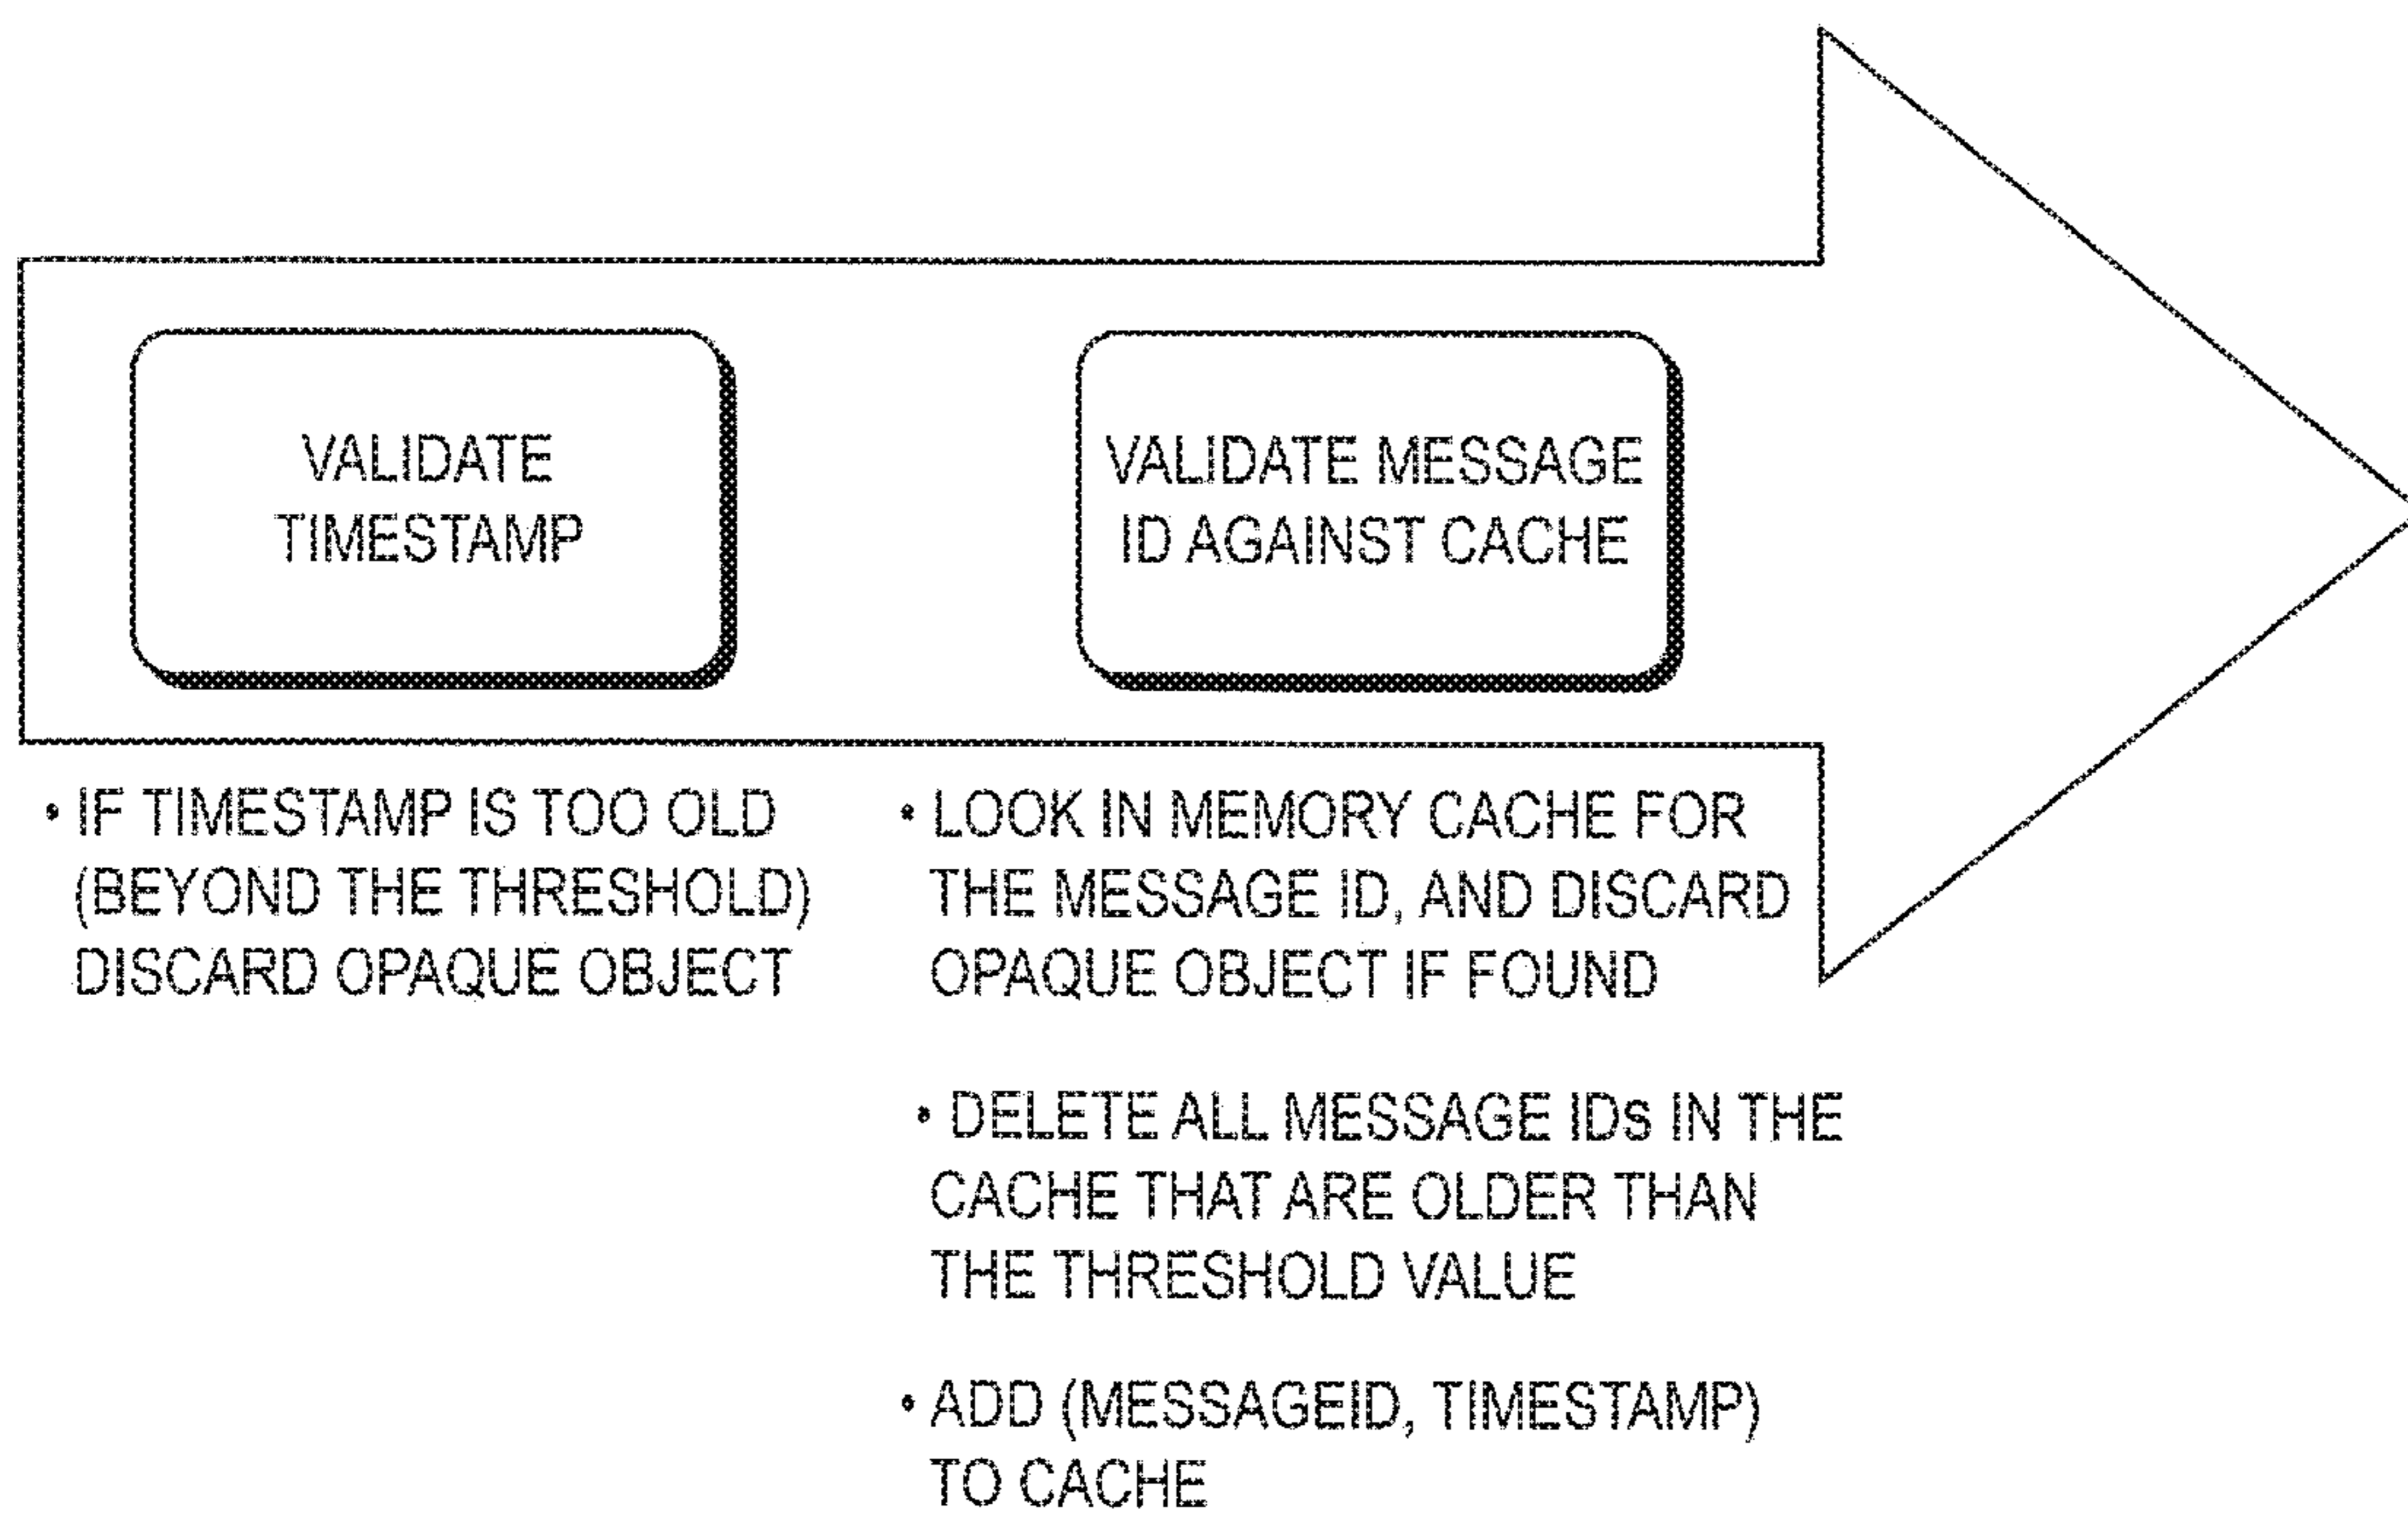 VALIDATE
TIMESTAMP
VALIDATE MESSAGE
ID AGAINST CACHE
• IF TIMESTAMP IS TOO OLD
(BEYOND THE THRESHOLD)
DISCARD OPAQUE OBJECT
• LOOK IN MEMORY CACHE FOR
THE MESSAGE ID, AND DISCARD
OPAQUE OBJECT IF FOUND
• DELETE ALL MESSAGE IDs IN THE
CACHE THAT ARE OLDER THAN
THE THRESHOLD VALUE
• ADD (MESSAGEID, TIMESTAMP)
TO CACHE